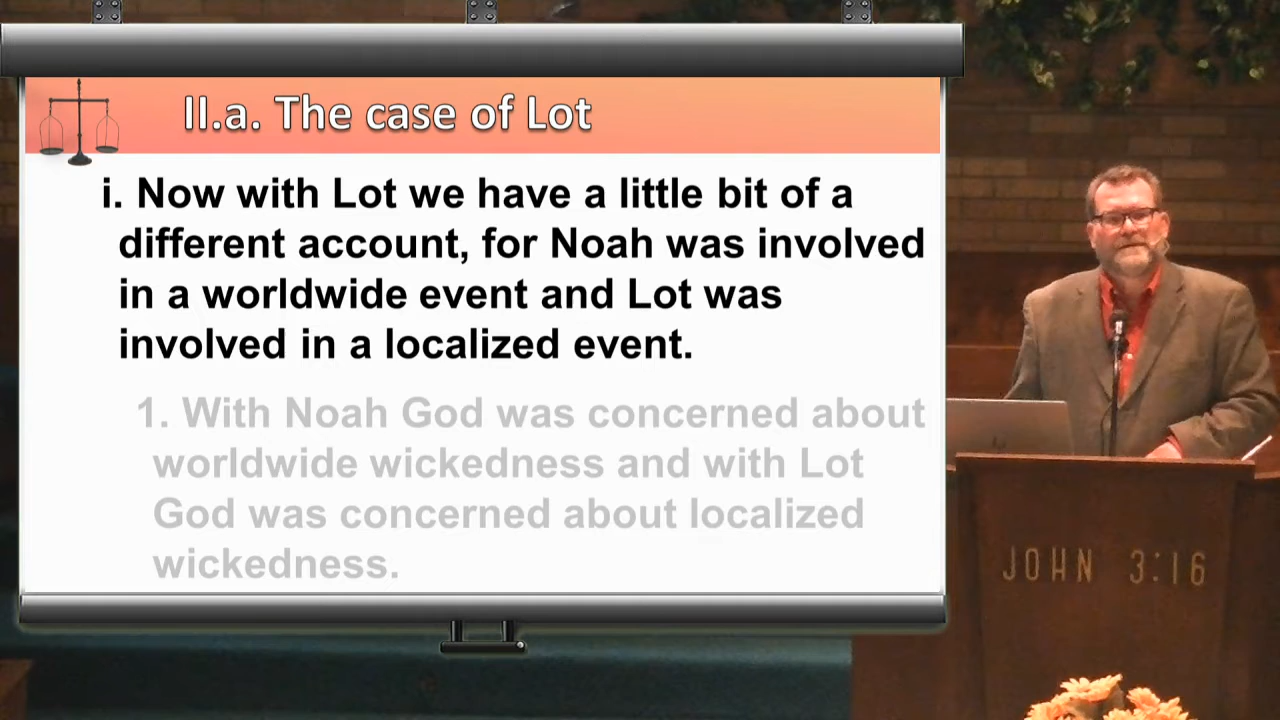 II.a. The case of Lot
i. Now with Lot we have a little bit of a
different account, for Noah was involved
in a worldwide event and Lot was
involved in a localized event.
1. With Noah God was concerned about
worldwide wickedness and with Lot
God was concerned about localized
wickedness.
JOHN 3:16